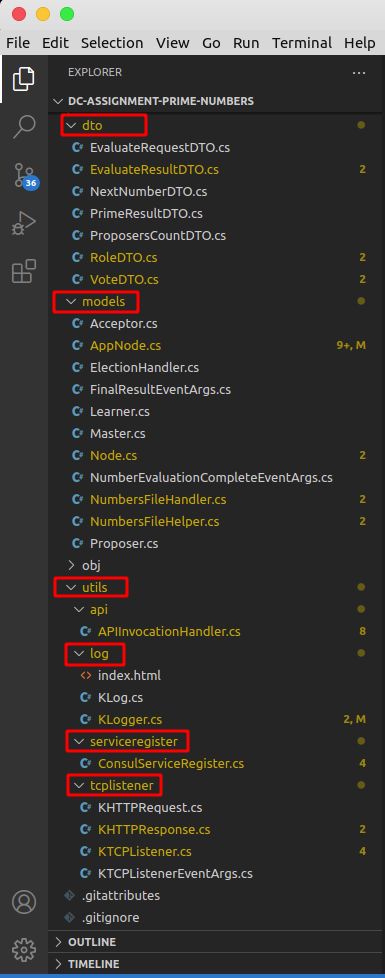 File Edit Selection View Go Run Terminal Help
EXPLORER ...
DC-ASSIGNMENT-PRIME-NUMBERS
dto
C# EvaluateRequestDTO.cs
C# EvaluateResultDTO.cs 2
C# NextNumberDTO.cs
C# PrimeResultDTO.cs
36
C# ProposersCountDTO.cs
C# RoleDTO.cs 2
C# VoteDTO.cs 2
models
C# Acceptor.cs
C# AppNode.cs 9+, M
C# ElectionHandler.cs
C# FinalResultEventArgs.cs
C# Learner.cs
C# Master.cs
C# Node.cs 2
C# NumberEvaluationCompleteEventArgs.cs
C# NumbersFileHandler.cs 2
C# NumbersFileHelper.cs 2
C# Proposer.cs
obj
utils
api
C# APIInvocationHandler.cs 8
log
<> index.html
C# KLog.cs
C# KLogger.cs 2, M
serviceregister
C# ConsulServiceRegister.cs 4
tcplistener
C# KHTTPRequest.cs
C# KHTTPResponse.cs 2
C# KTCPListener.cs 4
C# KTCPListenerEventArgs.cs
.gitattributes
.gitignore
OUTLINE
TIMELINE